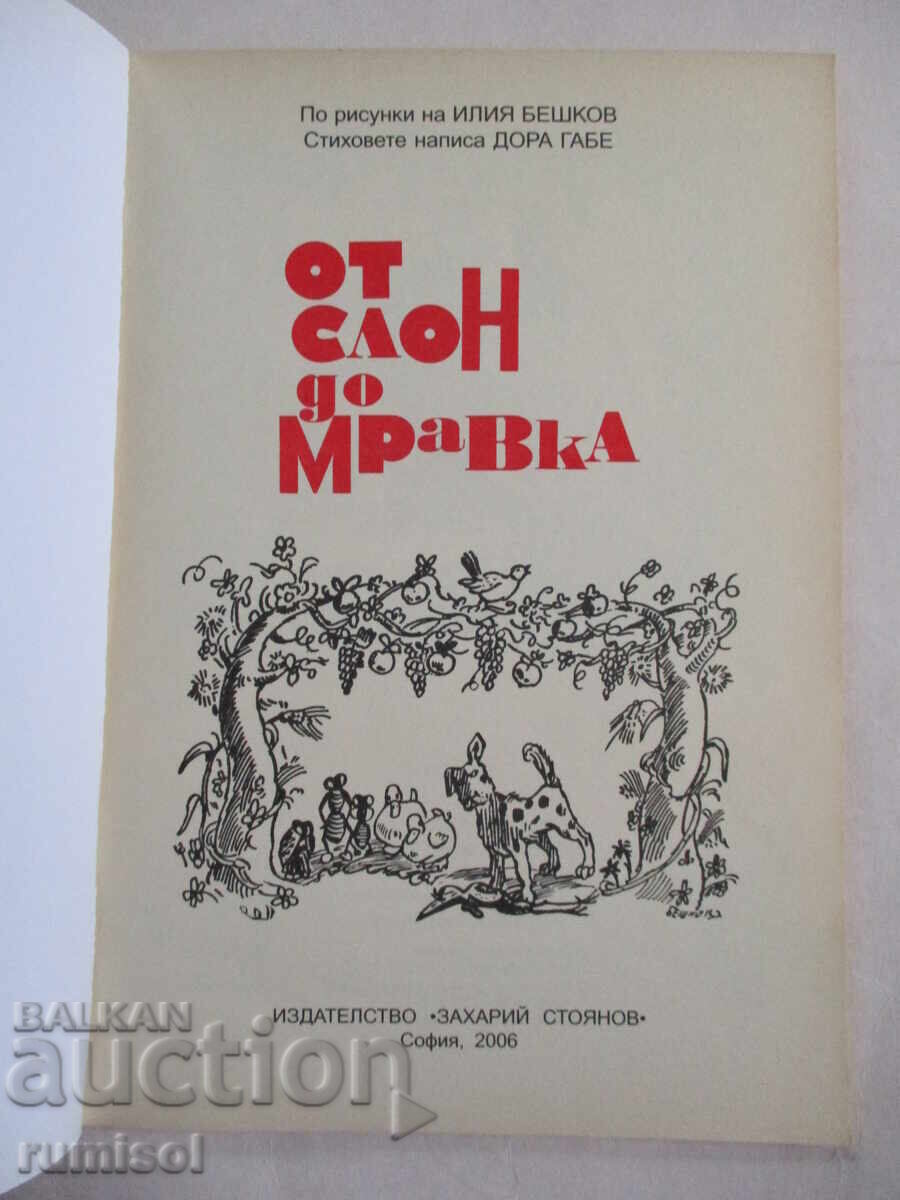 По рисунки на ИЛИЯ БЕШКОВ
Стиховете написа ДОРА ГАБЕ
ОТ
СЛОН
до
МРаВкА
Бешковъ
ИЗДАТЕЛСТВО •ЗАХАРИЙ СТОЯНОВ•
София, 2006
BALKAN
auction
rumisol